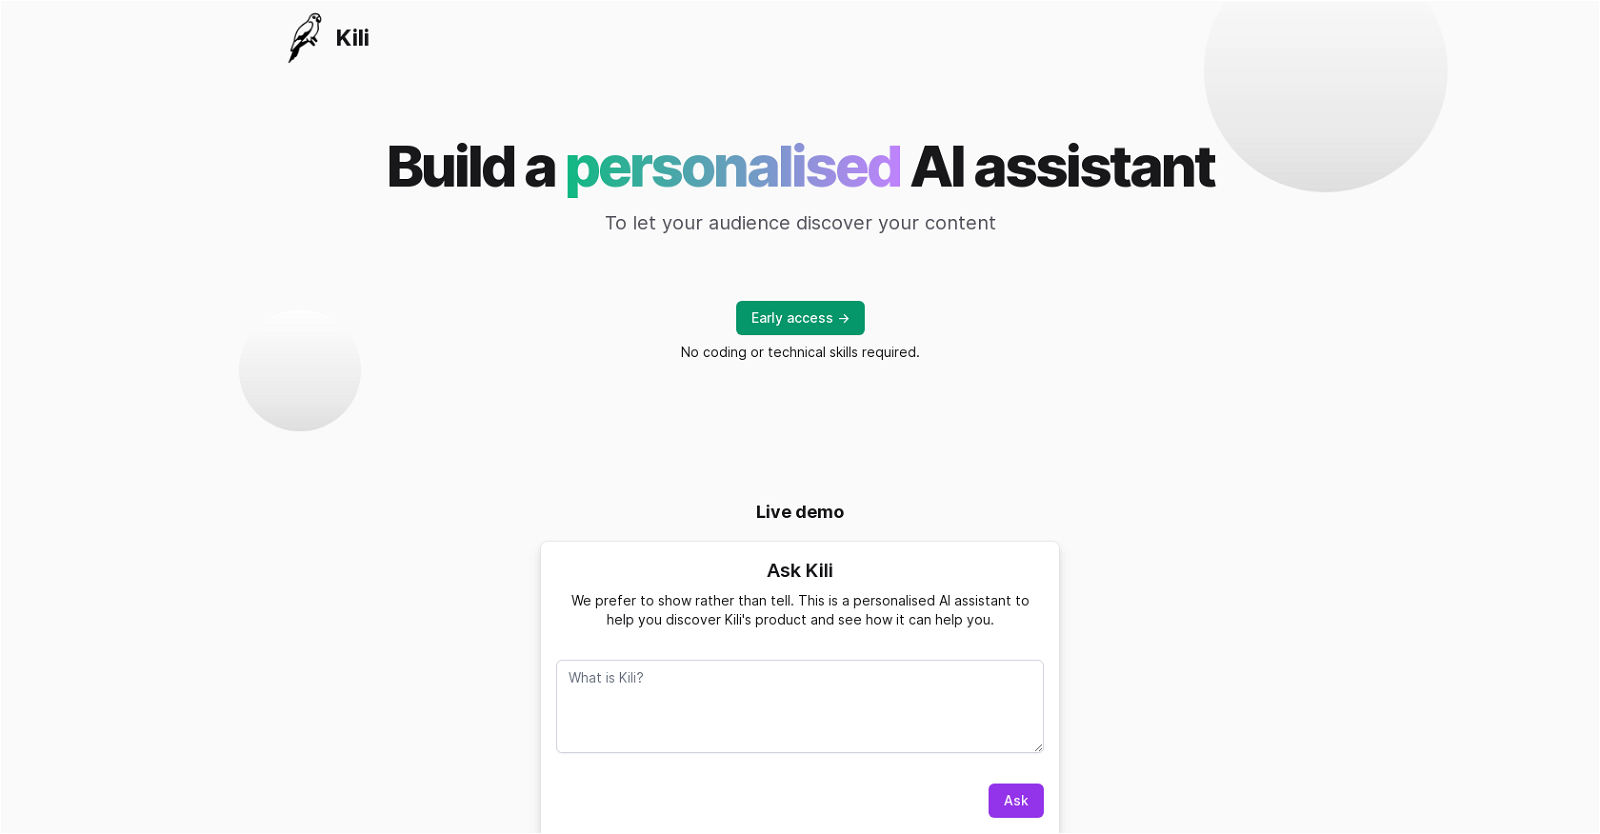 Kili
Build a personalised AI assistant
To let your audience discover your content
Early access →
No coding or technical skills required.
Live demo
Ask Kili
We prefer to show rather than tell. This is a personalised AI assistant to
help you discover Kili's product and see how it can help you.
What is Kili?
Ask